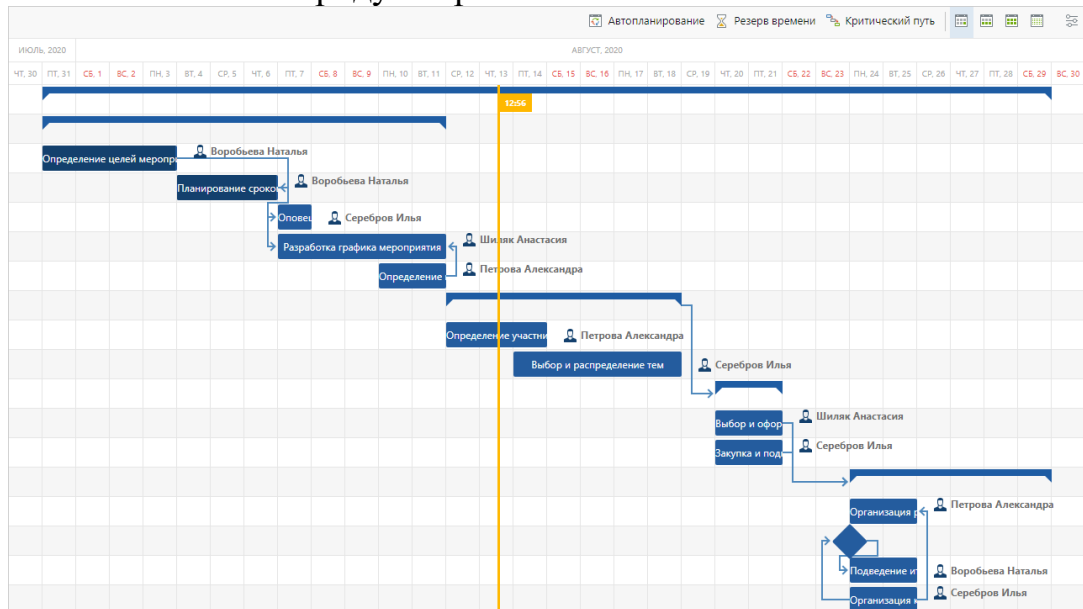 Автопланирование Резерв времени Критический путь
ИЮЛЬ, 2020 АВГУСТ, 2020
ЧТ, 30 ПТ, 31 СБ, 1 ВС, 2 ПН, 3 ВТ, 4 СР, 5 ЧТ, 6 ПТ, 7 СБ, 8 ВС, 9 ПН, 10 ВТ, 11 СР, 12 ЧТ, 13 ПТ, 14 СБ, 15 ВС, 16 ПН, 17 ВТ, 18 СР, 19 ЧТ, 20 ПТ, 21 СБ, 22 ВС, 23 ПН, 24 ВТ, 25 СР, 26 ЧТ, 27 ПТ, 28 СБ, 29 ВС, 30
12:56
Определение целей меропр Воробьева Наталья
Планирование сроко Воробьева Наталья
Опове Серебров Илья
Разработка графика мероприятия Шиляк Анастасия
Определение Петрова Александра
Определение участни Петрова Александра
Выбор и распределение тем Серебров Илья
Выбор и офор Шиляк Анастасия
Закупка и под Серебров Илья
Организация Петрова Александра
Подведение и Воробьева Наталья
Организация Серебров Илья